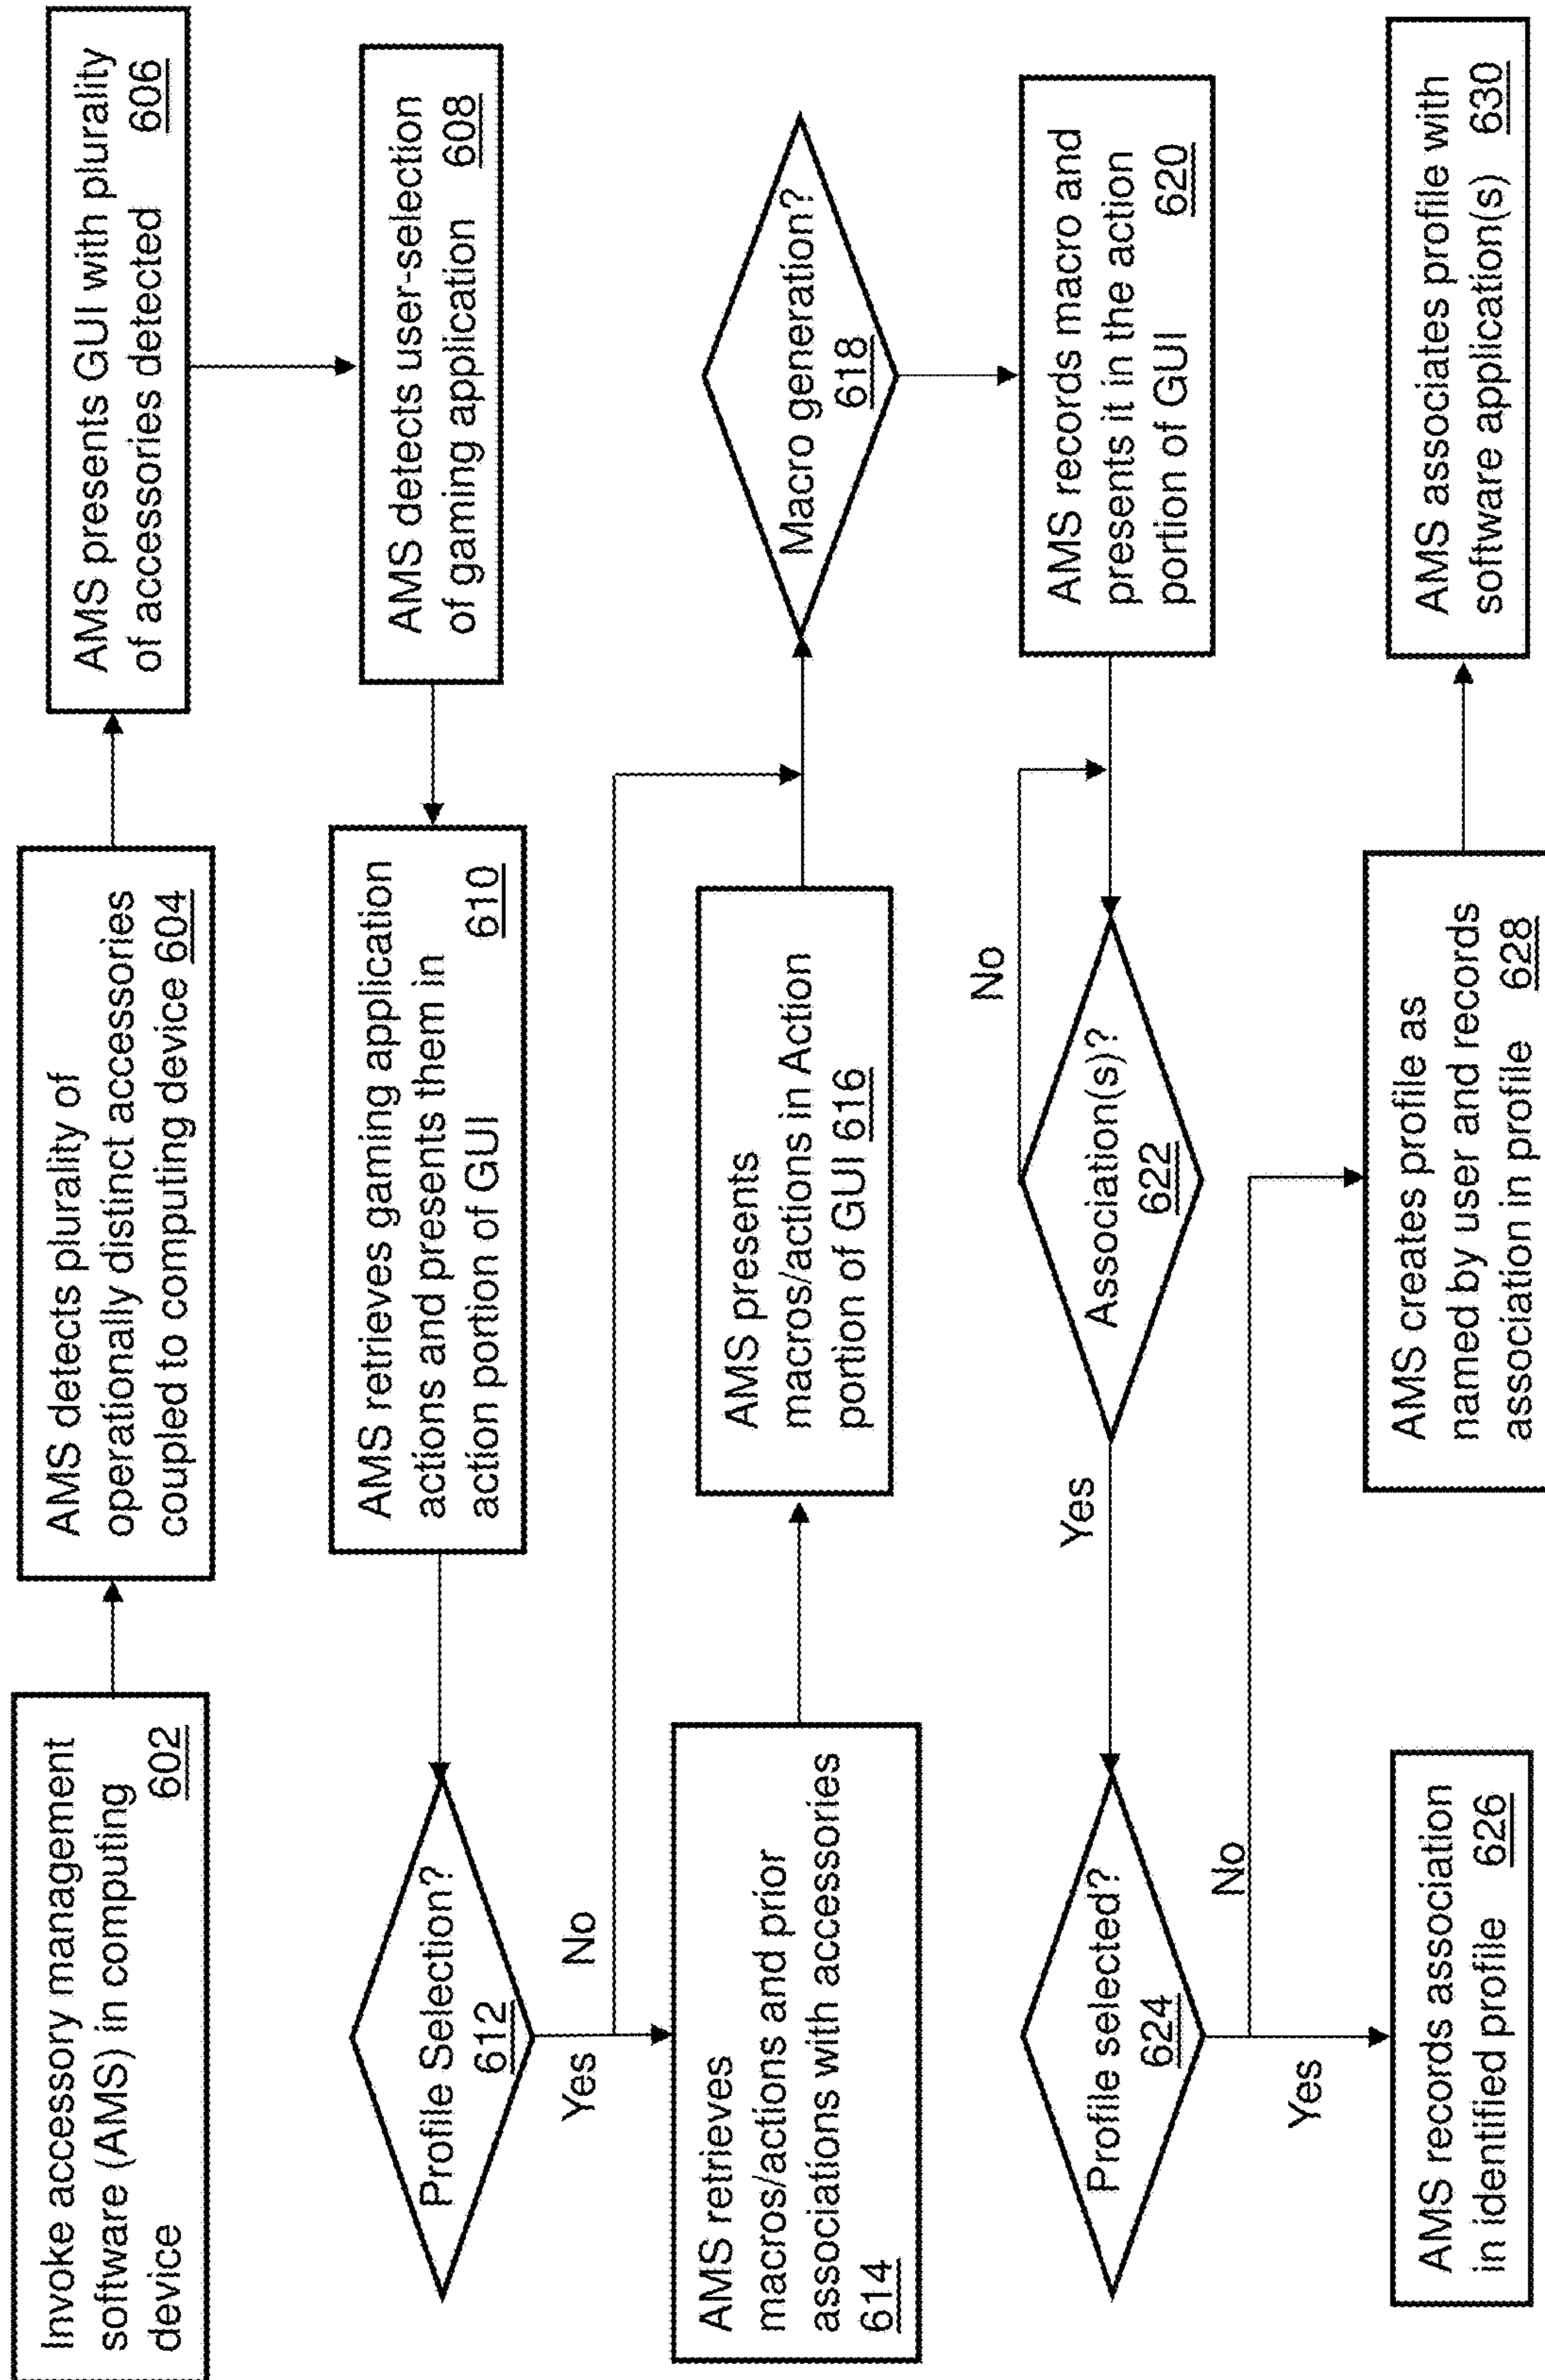 Invoke accessory management
software (AMS) in computing
device 602
AMS detects plurality of
operationally distinct accessories
coupled to computing device 604
AMS presents GUI with plurality
of accessories detected 606
AMS detects user-selection
of gaming application 608
AMS retrieves gaming application
actions and presents them in
action portion of GUI 610
Profile Selection?
612
Yes
No
AMS retrieves
macros/actions and prior
associations with accessories
614
AMS presents
macros/actions in Action
portion of GUI 616
Macro generation?
618
AMS records macro and
presents it in the action
portion of GUI 620
Association(s)?
622
No
Yes
Profile selected?
624
No
Yes
AMS records association
in identified profile 626
AMS creates profile as
named by user and records
association in profile 628
AMS associates profile with
software application(s) 630